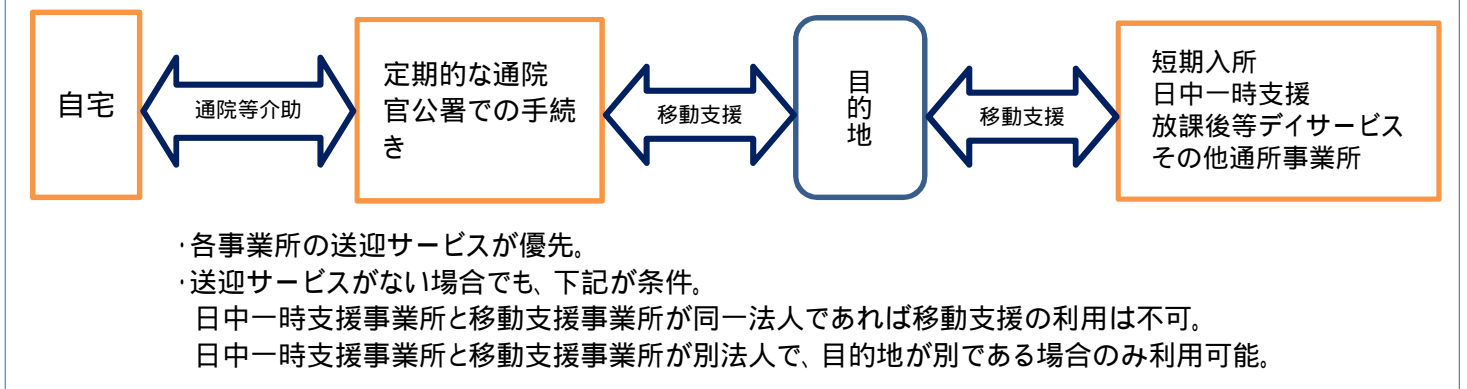 自宅
通院等介助
定期的な通院
官公署での手続
き
移動支援
目的地
移動支援
短期入所
日中一時支援
放課後等デイサービス
その他通所事業所
・各事業所の送迎サービスが優先。
・送迎サービスがない場合でも、下記が条件。
日中一時支援事業所と移動支援事業所が同一法人であれば移動支援の利用は不可。
日中一時支援事業所と移動支援事業所が別法人で、目的地が別である場合のみ利用可能。